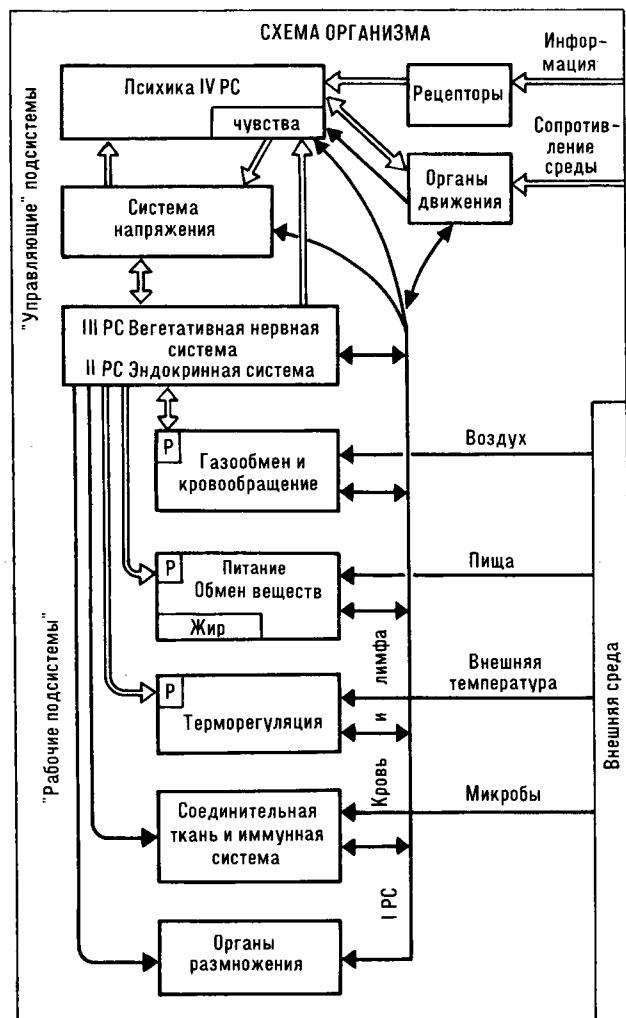 СХЕМА ОРГАНИЗМА
Инфор-
мация
Психика IV РС
чувства
Рецепторы
Сопротив-
ление
среды
Органы
движения
Система
напряжения
"Управляющие" подсистемы
III РС Вегетативная нервная
система
II РС Эндокринная система
Р
Газообмен и
кровообращение
Воздух
Р
Питание
Обмен веществ
Жир
Пища
Р
Терморегуляция
Внешняя
температура
"Рабочие подсистемы"
Соединительная
ткань и иммунная
система
Микробы
Органы
размножения
I РС Кровь и лимфа
Внешняя среда